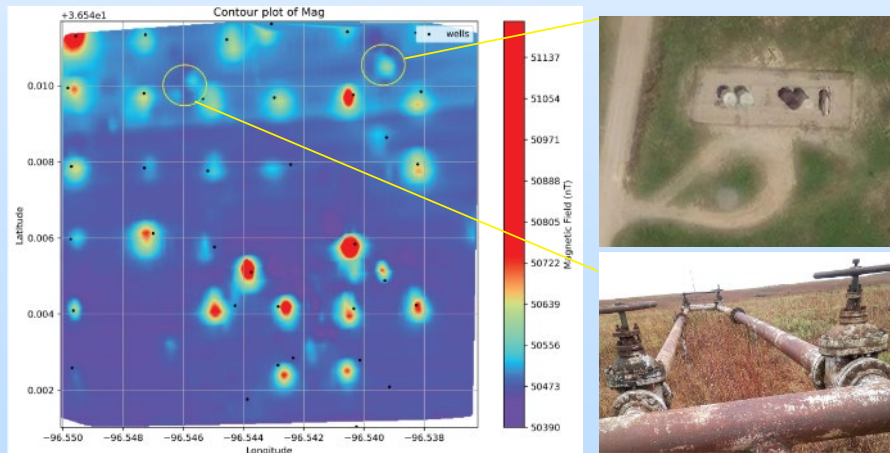 Contour plot of Mag
+3.654e1
wells
0.010
0.008
0.006
0.004
0.002
Latitude
−96.550 −96.548 −96.546 −96.544 −96.542 −96.540 −96.538
Longitude
51137
51054
50971
50888
50805
50722
50639
50556
50473
50390
Magnetic Field (nT)